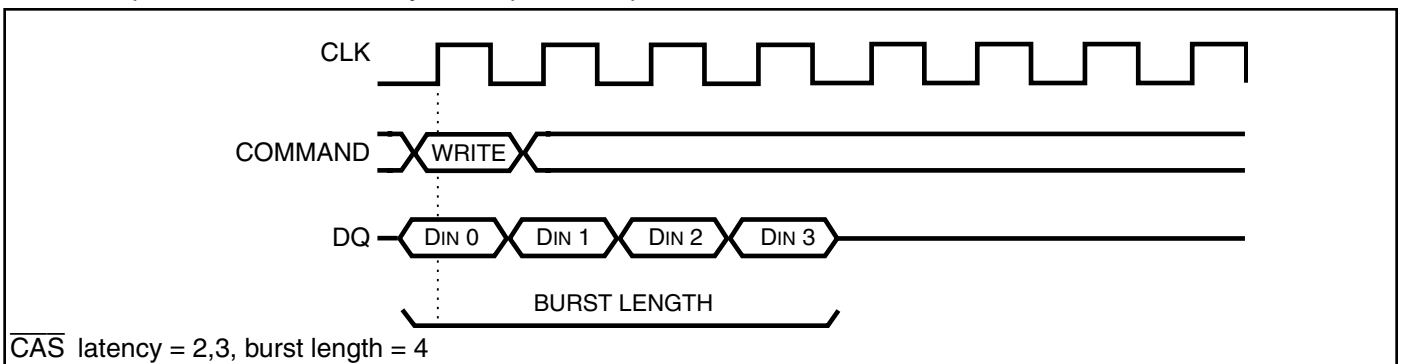 CLK
COMMAND WRITE
DQ DIN 0 DIN 1 DIN 2 DIN 3
BURST LENGTH
CAS latency = 2,3, burst length = 4